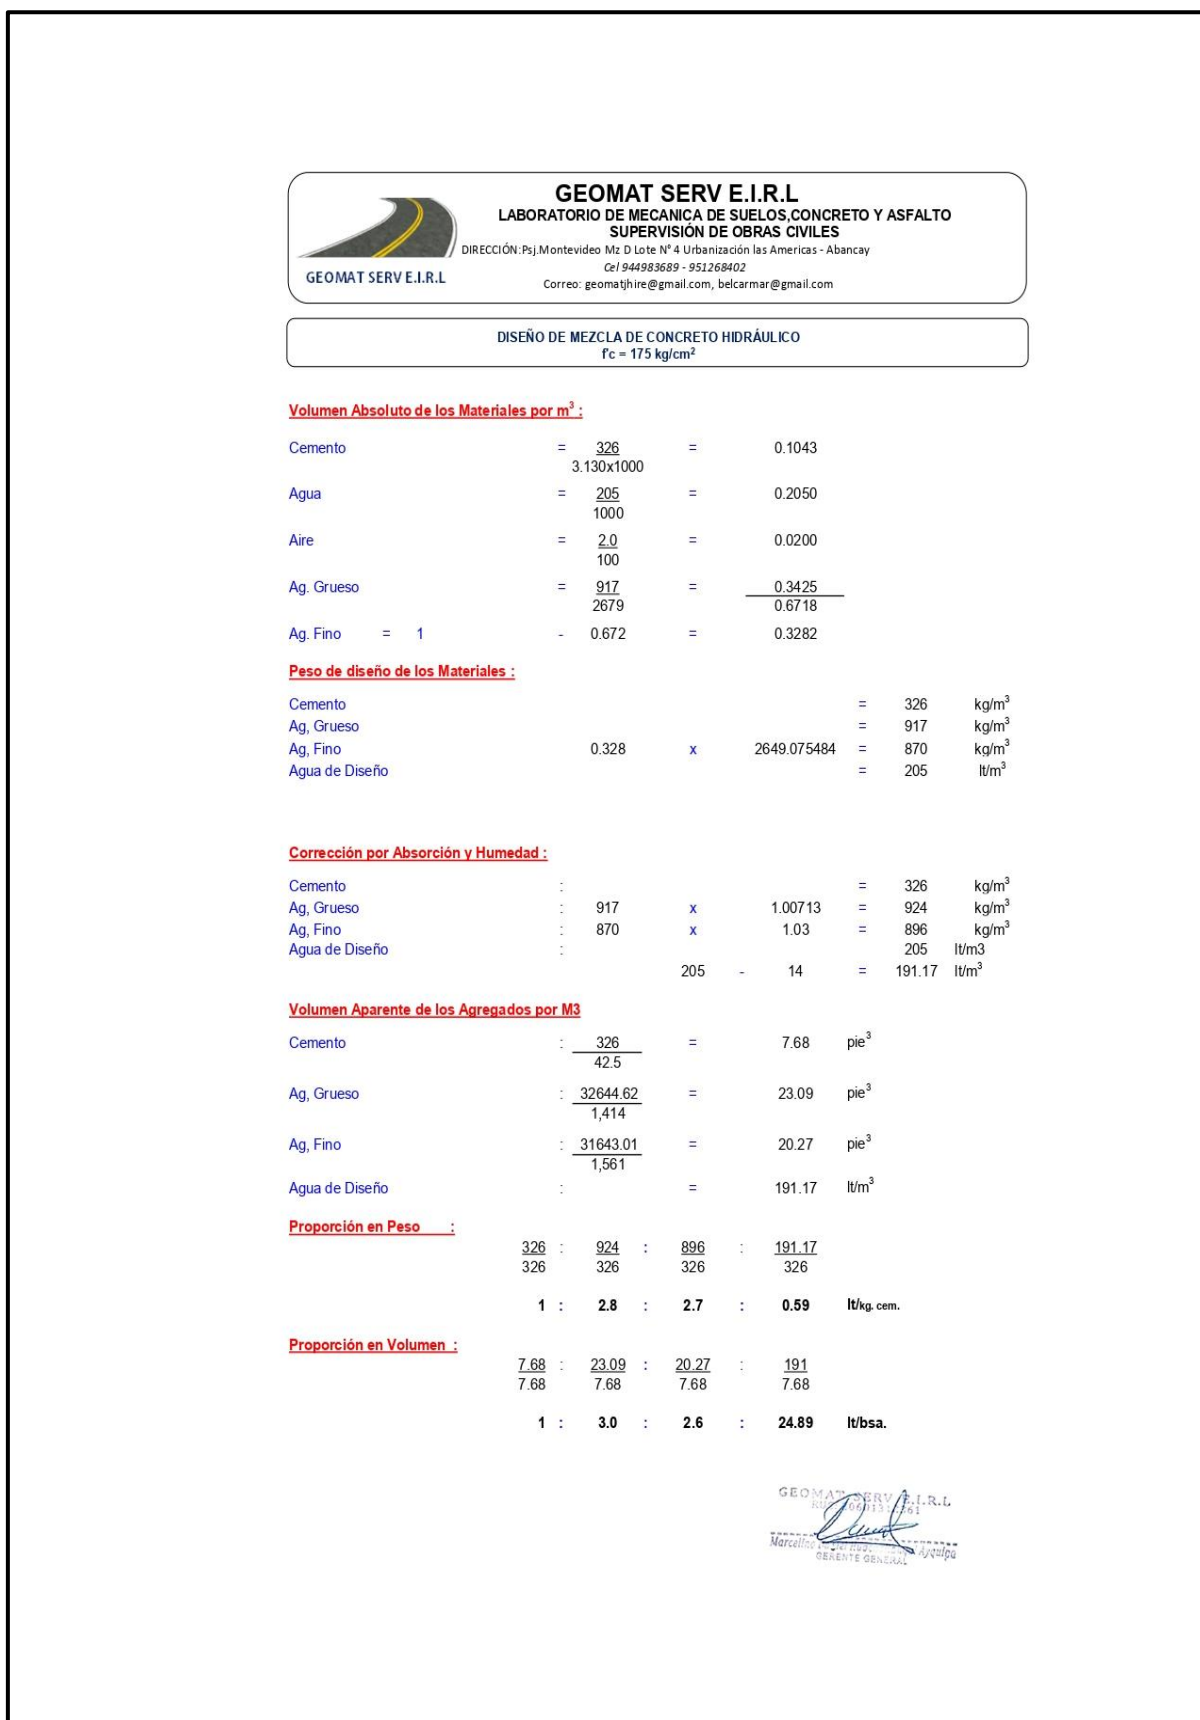 GEOMAT SERV E.I.R.L
LABORATORIO DE MECANICA DE SUELOS,CONCRETO Y ASFALTO
SUPERVISIÓN DE OBRAS CIVILES
DIRECCIÓN:Psj.Montevideo Mz D Lote N° 4 Urbanización las Americas - Abancay
Cel 944983689 - 951268402
Correo: geomatjhire@gmail.com, belcarmar@gmail.com
GEOMAT SERV E.I.R.L
DISEÑO DE MEZCLA DE CONCRETO HIDRÁULICO
f'c = 175 kg/cm²
Volumen Absoluto de los Materiales por m³ :
Cemento = 326 = 0.1043
3.130x1000
Agua = 205 = 0.2050
1000
Aire = 2.0 = 0.0200
100
Ag. Grueso = 917 = 0.3425
2679 0.6718
Ag. Fino = 1 - 0.672 = 0.3282
Peso de diseño de los Materiales :
Cemento = 326 kg/m³
Ag, Grueso = 917 kg/m³
Ag, Fino 0.328 x 2649.075484 = 870 kg/m³
Agua de Diseño = 205 lt/m³
Corrección por Absorción y Humedad :
Cemento : = 326 kg/m³
Ag, Grueso : 917 x 1.00713 = 924 kg/m³
Ag, Fino : 870 x 1.03 = 896 kg/m³
Agua de Diseño : 205 lt/m3
205 - 14 = 191.17 lt/m³
Volumen Aparente de los Agregados por M3
Cemento : 326 = 7.68 pie³
42.5
Ag, Grueso : 32644.62 = 23.09 pie³
1,414
Ag, Fino : 31643.01 = 20.27 pie³
1,561
Agua de Diseño : = 191.17 lt/m³
Proporción en Peso :
326 : 924 : 896 : 191.17
326 326 326 326
1 : 2.8 : 2.7 : 0.59 lt/kg. cem.
Proporción en Volumen :
7.68 : 23.09 : 20.27 : 191
7.68 7.68 7.68 7.68
1 : 3.0 : 2.6 : 24.89 lt/bsa.
GEOMAT SERV E.I.R.L
Marcelino Ayquipa
GERENTE GENERAL